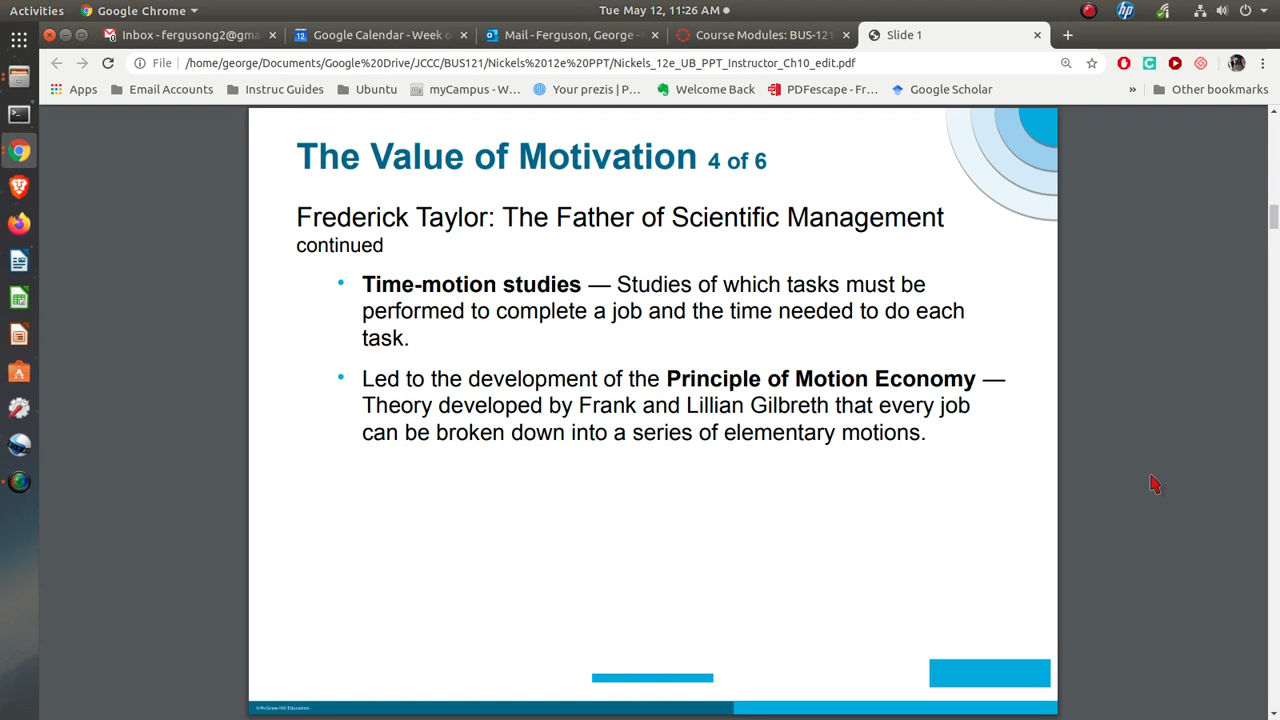 Activities
Google Chrome
Tue May 12, 11:26 AM
Inbox - fergusong2@gma
Google Calendar - Week o
Mail - Ferguson, George -
Course Modules: BUS-121
Slide 1
File
/home/george/Documents/Google%20Drive/JCCC/BUS121/Nickels%2012e%20PPT/Nickels_12e_UB_PPT_Instructor_Ch10_edit.pdf
Apps
Email Accounts
Instruc Guides
Ubuntu
myCampus - W...
Your prezis | P...
Welcome Back
PDFescape - Fr...
Google Scholar
»
Other bookmarks
The Value of Motivation 4 of 6
Frederick Taylor: The Father of Scientific Management
continued
• Time-motion studies — Studies of which tasks must be
performed to complete a job and the time needed to do each
task.
• Led to the development of the Principle of Motion Economy —
Theory developed by Frank and Lillian Gilbreth that every job
can be broken down into a series of elementary motions.
©McGraw-Hill Education.